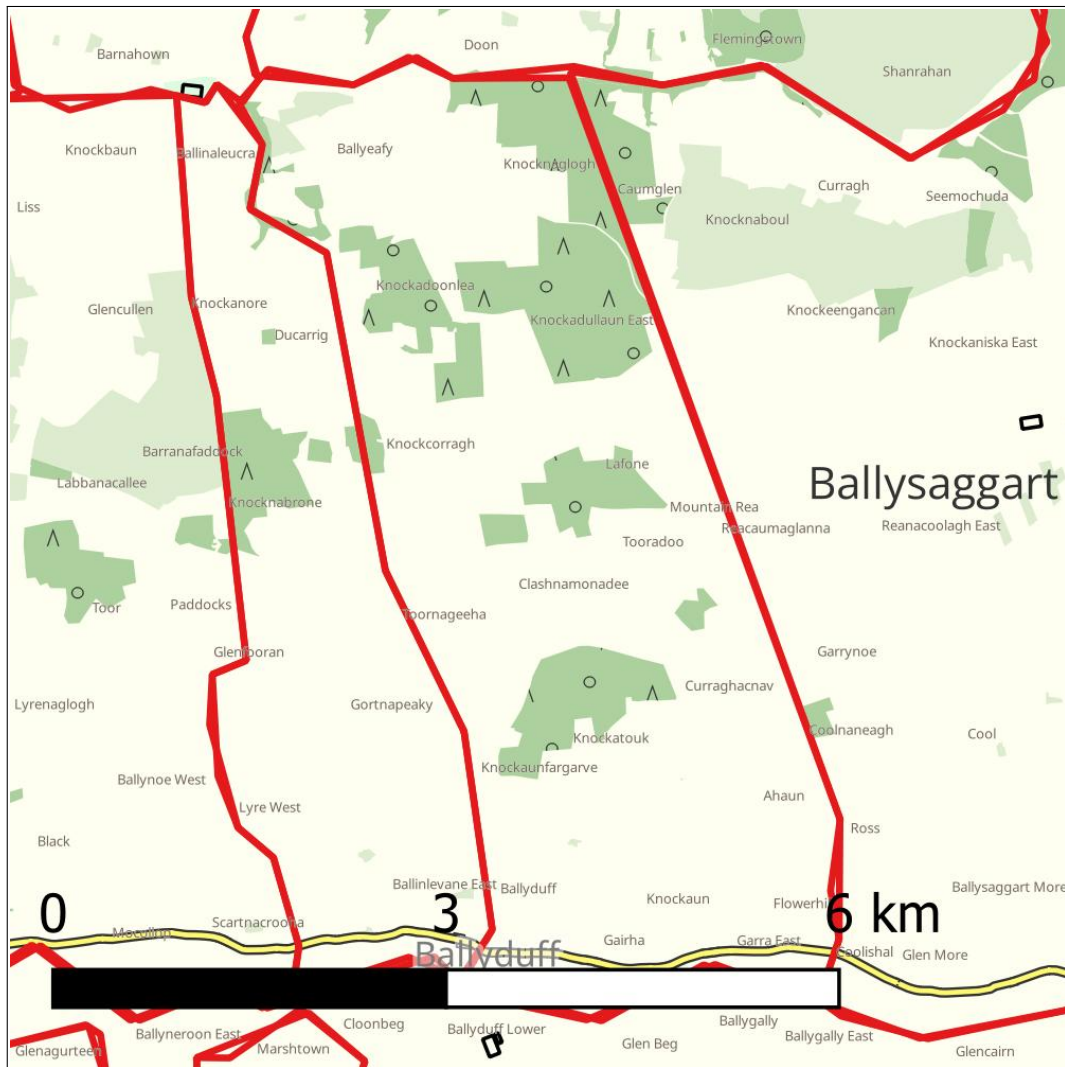 Doon
Flemingstown
Barnahown
Shanrahan
Knockbaun
Ballinaleucra
Ballyeafy
Knocknaglogh
Caumglen
Curragh
Seemochuda
Liss
Knocknaboul
Knockadoonlea
Knockanore
Glencullen
Knockeengancan
Knockadullaun East
Ducarrig
Knockaniska East
Knockcorragh
Barranafaddock
Lafone
Labbanacallee
Ballysaggart
Knocknabrone
Mountain Rea
Reacaumaglanna
Reanacoolagh East
Tooradoo
Clashnamonadee
Toor
Paddocks
Toornageeha
Glenfooran
Garrynoe
Curraghacnav
Lyrenaglogh
Gortnapeaky
Coolnaneagh
Cool
Knockatouk
Knockaunfargarve
Ballynoe West
Ahaun
Lyre West
Ross
Black
Ballinlevane East
Ballyduff
Ballysaggart More
Knockaun
0
3
6 km
Scartnacrooha
Mocollop
Gairha
Garra East
Ballyduff
Coolishal
Glen More
Ballygally
Cloonbeg
Ballyduff Lower
Ballyneroon East
Ballygally East
Glen Beg
Marshtown
Glenagurteen
Glencairn